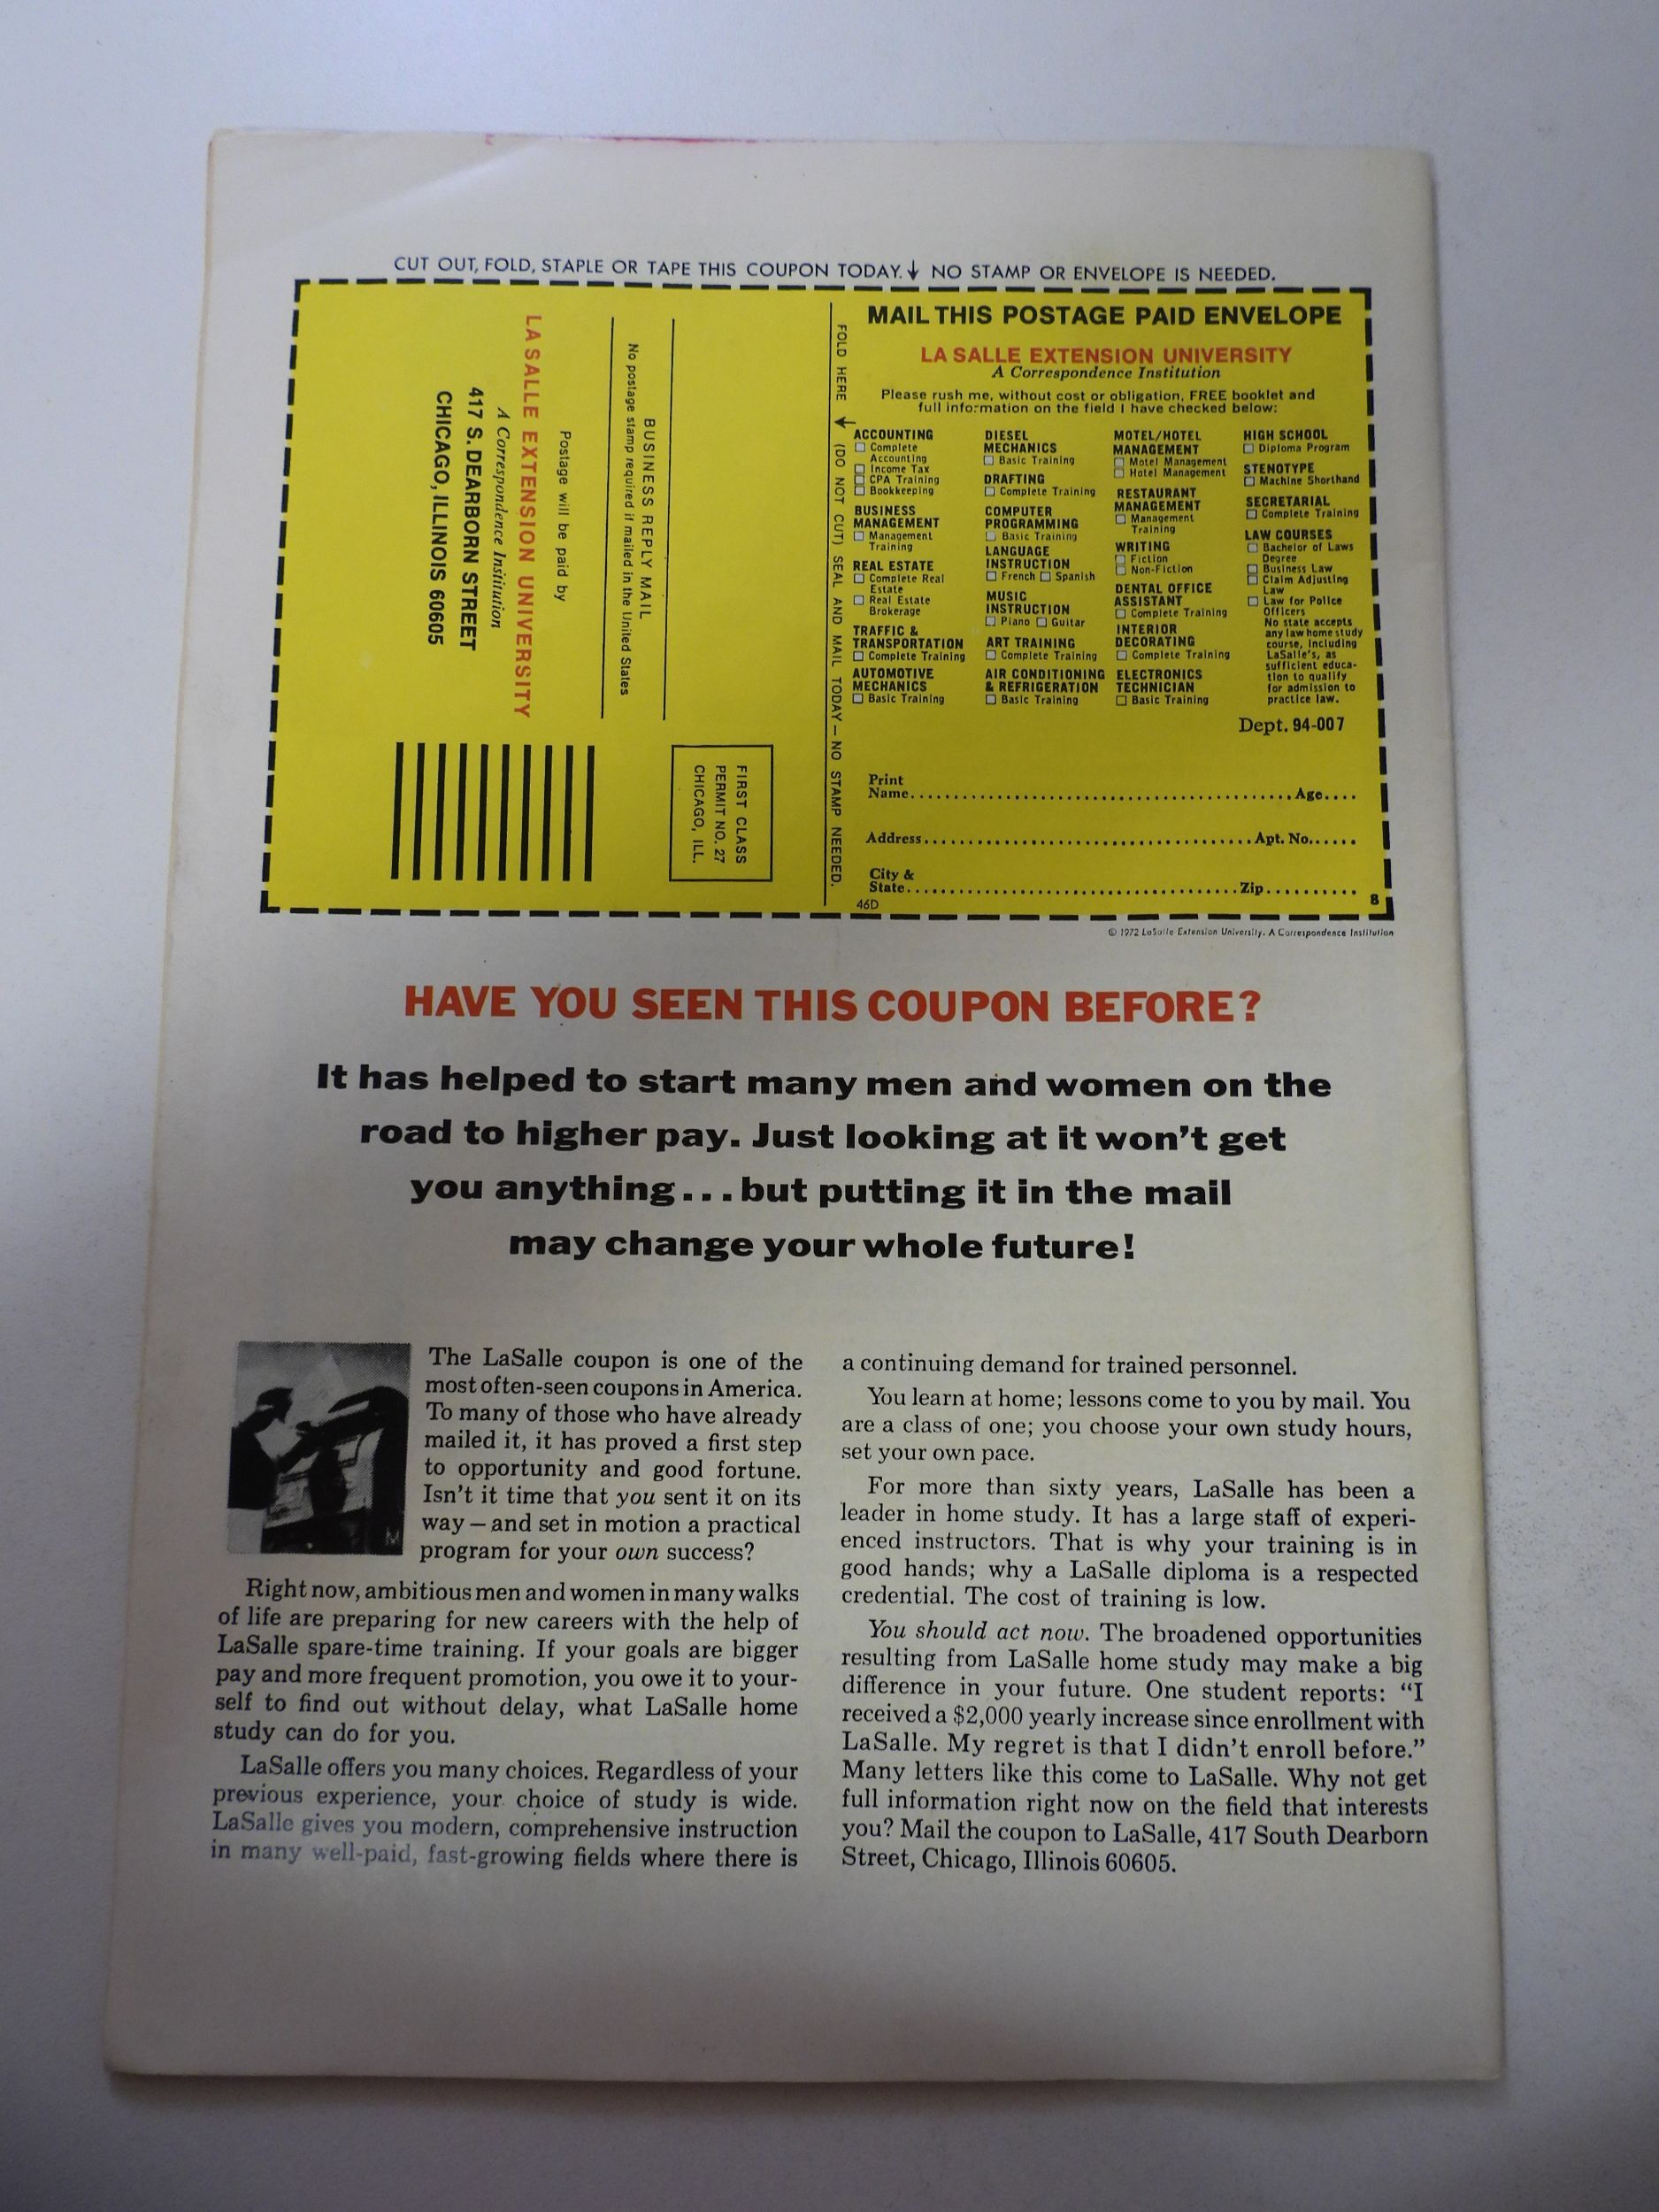 CUT OUT, FOLD, STAPLE OR TAPE THIS COUPON TODAY. ↓ NO STAMP OR ENVELOPE IS NEEDED.
BUSINESS REPLY MAIL
No postage stamp required if mailed in the United States
Postage will be paid by
LA SALLE EXTENSION UNIVERSITY
A Correspondence Institution
417 S. DEARBORN STREET
CHICAGO, ILLINOIS 60605
FIRST CLASS
PERMIT NO. 27
CHICAGO, ILL.
FOLD HERE ↓ (DO NOT CUT) SEAL AND MAIL TODAY — NO STAMP NEEDED.
MAIL THIS POSTAGE PAID ENVELOPE
LA SALLE EXTENSION UNIVERSITY
A Correspondence Institution
Please rush me, without cost or obligation, FREE booklet and
full information on the field I have checked below:
ACCOUNTING
☐ Complete
Accounting
☐ Income Tax
☐ CPA Training
☐ Bookkeeping
BUSINESS
MANAGEMENT
☐ Management
Training
REAL ESTATE
☐ Complete Real
Estate
☐ Real Estate
Brokerage
TRAFFIC &
TRANSPORTATION
☐ Complete Training
AUTOMOTIVE
MECHANICS
☐ Basic Training
DIESEL
MECHANICS
☐ Basic Training
DRAFTING
☐ Complete Training
COMPUTER
PROGRAMMING
☐ Basic Training
LANGUAGE
INSTRUCTION
☐ French ☐ Spanish
MUSIC
INSTRUCTION
☐ Piano ☐ Guitar
ART TRAINING
☐ Complete Training
AIR CONDITIONING
& REFRIGERATION
☐ Basic Training
MOTEL/HOTEL
MANAGEMENT
☐ Motel Management
☐ Hotel Management
RESTAURANT
MANAGEMENT
☐ Management
Training
WRITING
☐ Fiction
☐ Non-Fiction
DENTAL OFFICE
ASSISTANT
☐ Complete Training
INTERIOR
DECORATING
☐ Complete Training
ELECTRONICS
TECHNICIAN
☐ Basic Training
HIGH SCHOOL
☐ Diploma Program
STENOTYPE
☐ Machine Shorthand
SECRETARIAL
☐ Complete Training
LAW COURSES
☐ Bachelor of Laws
Degree
☐ Business Law
☐ Claim Adjusting
Law
☐ Law for Police
Officers
No state accepts
any law home study
course, including
LaSalle's, as
sufficient educa-
tion to qualify
for admission to
practice law.
Dept. 94-007
Print
Name.............................................Age....
Address.......................................Apt. No......
City &
State.......................................Zip..........
46D
8
© 1972 LaSalle Extension University. A Correspondence Institution
HAVE YOU SEEN THIS COUPON BEFORE?
It has helped to start many men and women on the
road to higher pay. Just looking at it won't get
you anything...but putting it in the mail
may change your whole future!
The LaSalle coupon is one of the
most often-seen coupons in America.
To many of those who have already
mailed it, it has proved a first step
to opportunity and good fortune.
Isn't it time that you sent it on its
way — and set in motion a practical
program for your own success?
Right now, ambitious men and women in many walks
of life are preparing for new careers with the help of
LaSalle spare-time training. If your goals are bigger
pay and more frequent promotion, you owe it to your-
self to find out without delay, what LaSalle home
study can do for you.
LaSalle offers you many choices. Regardless of your
previous experience, your choice of study is wide.
LaSalle gives you modern, comprehensive instruction
in many well-paid, fast-growing fields where there is
a continuing demand for trained personnel.
You learn at home; lessons come to you by mail. You
are a class of one; you choose your own study hours,
set your own pace.
For more than sixty years, LaSalle has been a
leader in home study. It has a large staff of experi-
enced instructors. That is why your training is in
good hands; why a LaSalle diploma is a respected
credential. The cost of training is low.
You should act now. The broadened opportunities
resulting from LaSalle home study may make a big
difference in your future. One student reports: “I
received a $2,000 yearly increase since enrollment with
LaSalle. My regret is that I didn't enroll before.”
Many letters like this come to LaSalle. Why not get
full information right now on the field that interests
you? Mail the coupon to LaSalle, 417 South Dearborn
Street, Chicago, Illinois 60605.